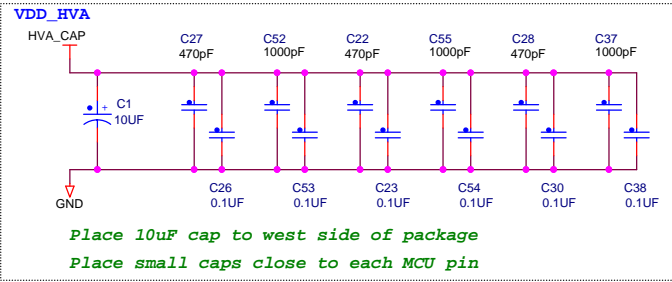 VDD_HVA
HVA_CAP
C27 C52 C22 C55 C28 C37
470pF 1000pF 470pF 1000pF 470pF 1000pF
+ C1
10UF
C26 C53 C23 C54 C30 C38
GND 0.1UF 0.1UF 0.1UF 0.1UF 0.1UF 0.1UF
Place 10uF cap to west side of package
Place small caps close to each MCU pin